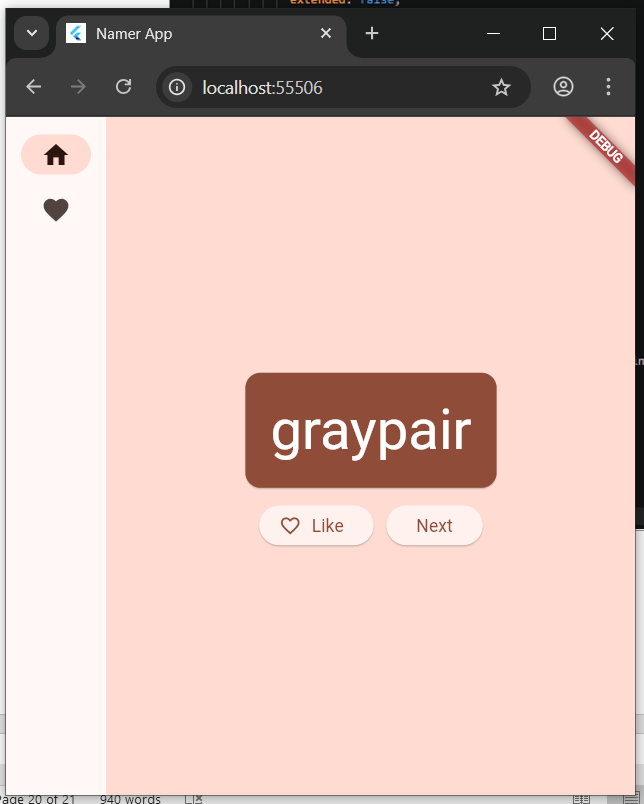 extended: false,
Namer App
localhost:55506
DEBUG
graypair
Like
Next
Page 20 of 21
940 words